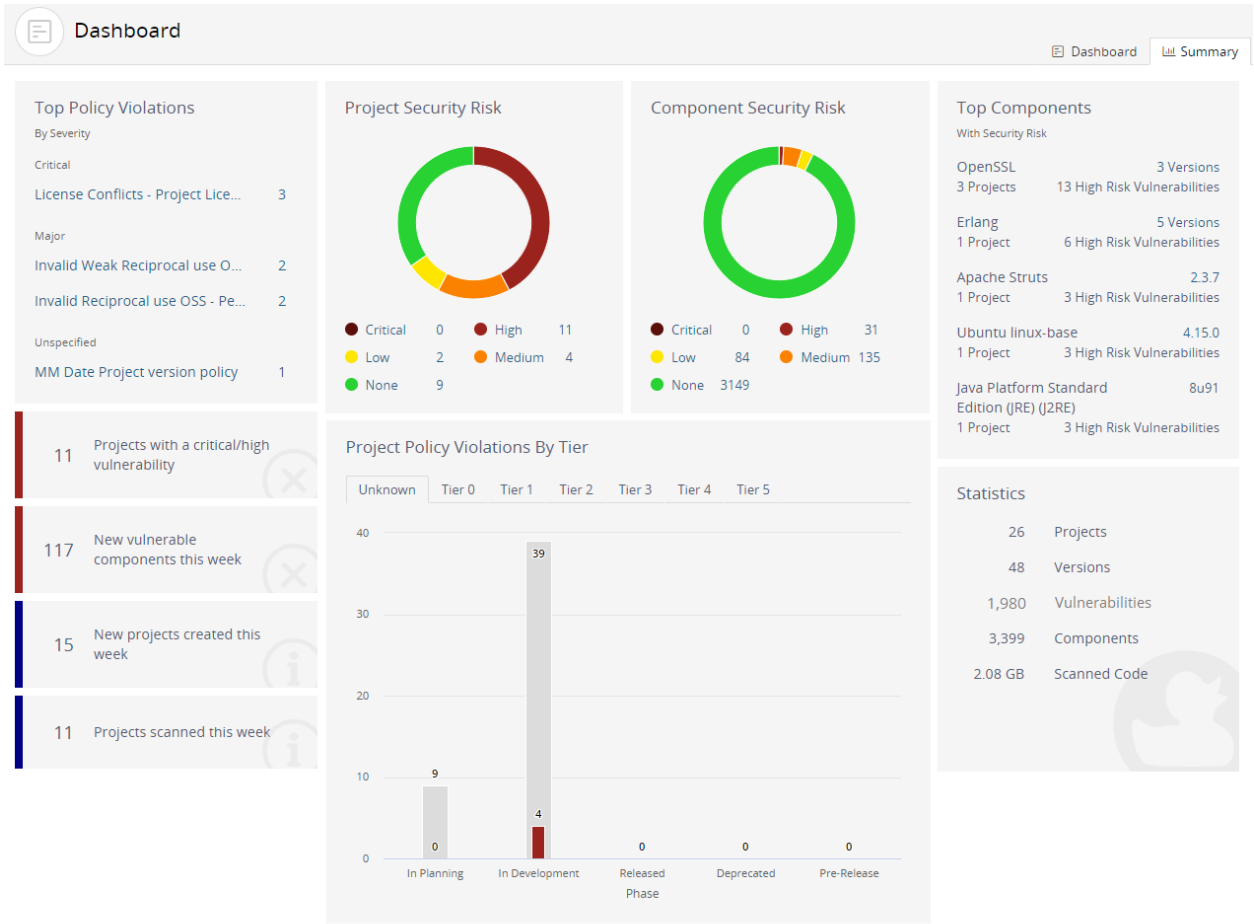 Dashboard
Dashboard
Summary
Top Policy Violations
By Severity
Critical
License Conflicts - Project Lice... 3
Major
Invalid Weak Reciprocal use O... 2
Invalid Reciprocal use OSS - Pe... 2
Unspecified
MM Date Project version policy 1
11 Projects with a critical/high
vulnerability
117 New vulnerable
components this week
15 New projects created this
week
11 Projects scanned this week
Project Security Risk
Critical 0 High 11
Low 2 Medium 4
None 9
Component Security Risk
Critical 0 High 31
Low 84 Medium 135
None 3149
Project Policy Violations By Tier
Unknown Tier 0 Tier 1 Tier 2 Tier 3 Tier 4 Tier 5
40
39
30
20
10
9
4
0 0 0 0 0
In Planning In Development Released Deprecated Pre-Release
Phase
Top Components
With Security Risk
OpenSSL 3 Versions
3 Projects 13 High Risk Vulnerabilities
Erlang 5 Versions
1 Project 6 High Risk Vulnerabilities
Apache Struts 2.3.7
1 Project 3 High Risk Vulnerabilities
Ubuntu linux-base 4.15.0
1 Project 3 High Risk Vulnerabilities
Java Platform Standard 8u91
Edition (JRE) (J2RE)
1 Project 3 High Risk Vulnerabilities
Statistics
26 Projects
48 Versions
1,980 Vulnerabilities
3,399 Components
2.08 GB Scanned Code